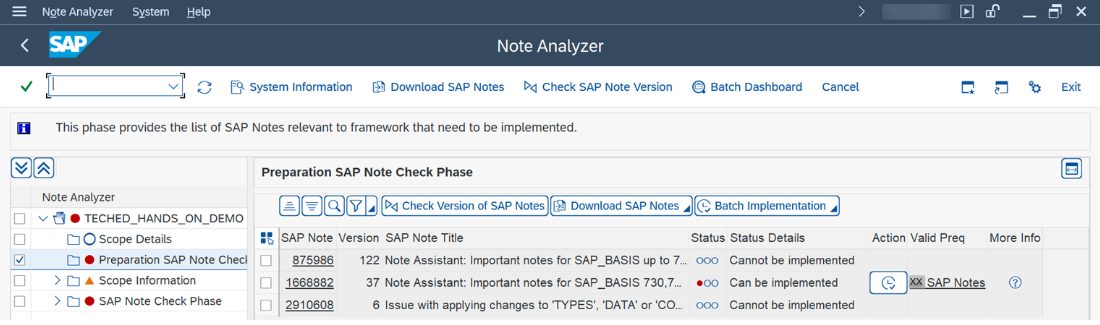 Note Analyzer System Help
SAP Note Analyzer
System Information Download SAP Notes Check SAP Note Version Batch Dashboard Cancel Exit
This phase provides the list of SAP Notes relevant to framework that need to be implemented.
Preparation SAP Note Check Phase
Note Analyzer
Check Version of SAP Notes Download SAP Notes Batch Implementation
TECHED_HANDS_ON_DEMO
Scope Details
Preparation SAP Note Checl
Scope Information
SAP Note Check Phase
SAP Note Version SAP Note Title Status Status Details Action Valid Preq More Info
875986 122 Note Assistant: Important notes for SAP_BASIS up to 7... Cannot be implemented
1668882 37 Note Assistant: Important notes for SAP_BASIS 730,7... Can be implemented XX SAP Notes
2910608 6 Issue with applying changes to 'TYPES', 'DATA' or 'CO... Cannot be implemented